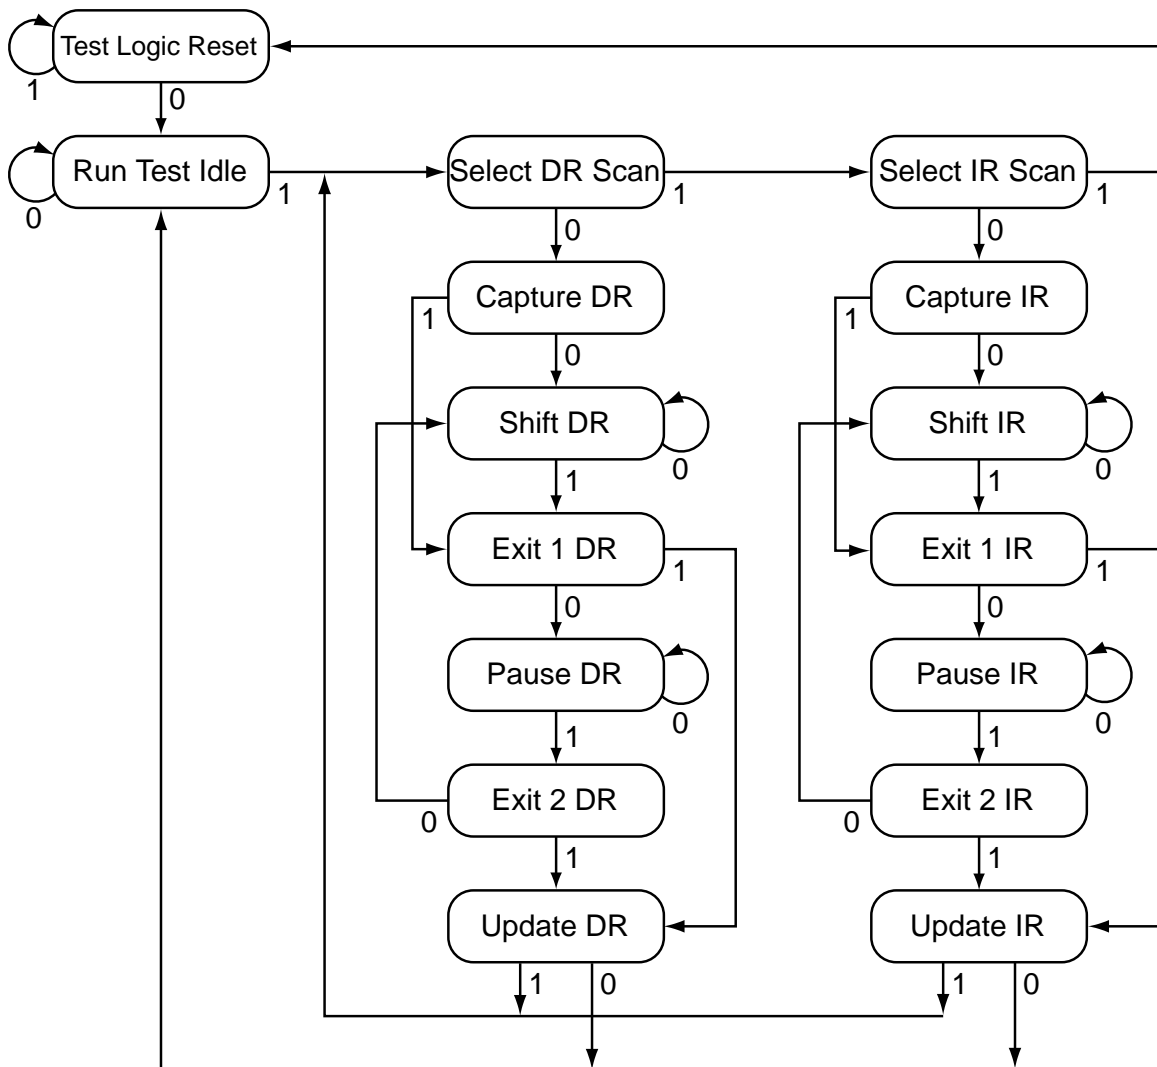 Test Logic Reset
1
0
Run Test Idle
0
1
Select DR Scan
1
0
Select IR Scan
1
0
Capture DR
1
0
Capture IR
1
0
Shift DR
0
1
Shift IR
0
1
Exit 1 DR
1
0
Exit 1 IR
1
0
Pause DR
0
1
Pause IR
0
1
Exit 2 DR
0
1
Exit 2 IR
0
1
Update DR
1
0
Update IR
1
0